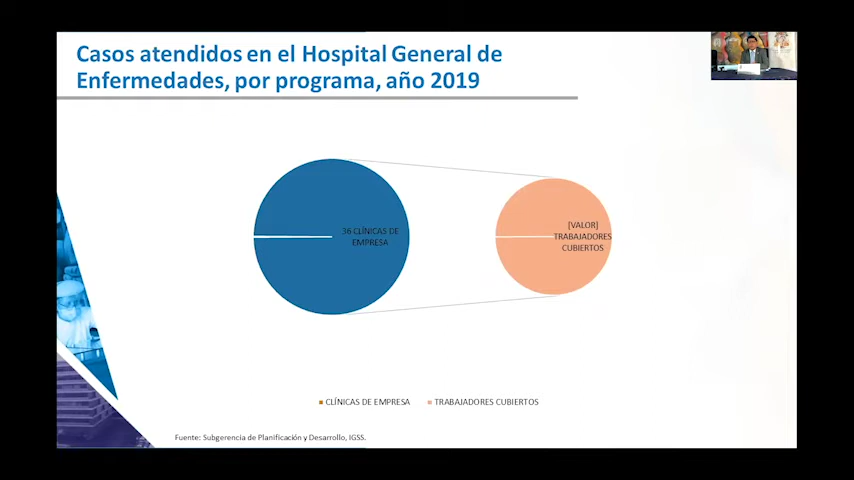 Casos atendidos en el Hospital General de
Enfermedades, por programa, año 2019
36 CLÍNICAS DE
EMPRESA
[VALOR]
TRABAJADORES
CUBIERTOS
CLÍNICAS DE EMPRESA
TRABAJADORES CUBIERTOS
Fuente: Subgerencia de Planificación y Desarrollo, IGSS.